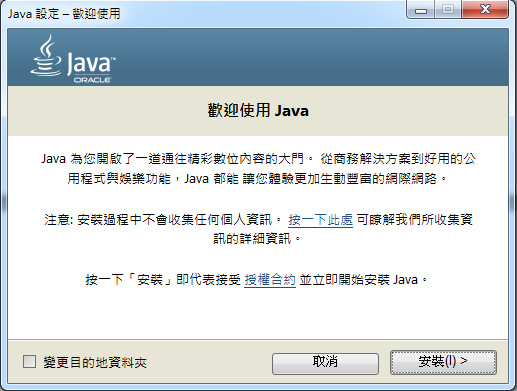 Java 設定 – 歡迎使用
Java™
ORACLE
歡迎使用 Java
Java 為您開啟了一道通往精彩數位內容的大門。 從商務解決方案到好用的公
用程式與娛樂功能，Java 都能 讓您體驗更加生動豐富的網際網路。
注意: 安裝過程中不會收集任何個人資訊。 按一下此處 可瞭解我們所收集資
訊的詳細資訊。
按一下「安裝」即代表接受 授權合約 並立即開始安裝 Java。
變更目的地資料夾
取消
安裝(I) >